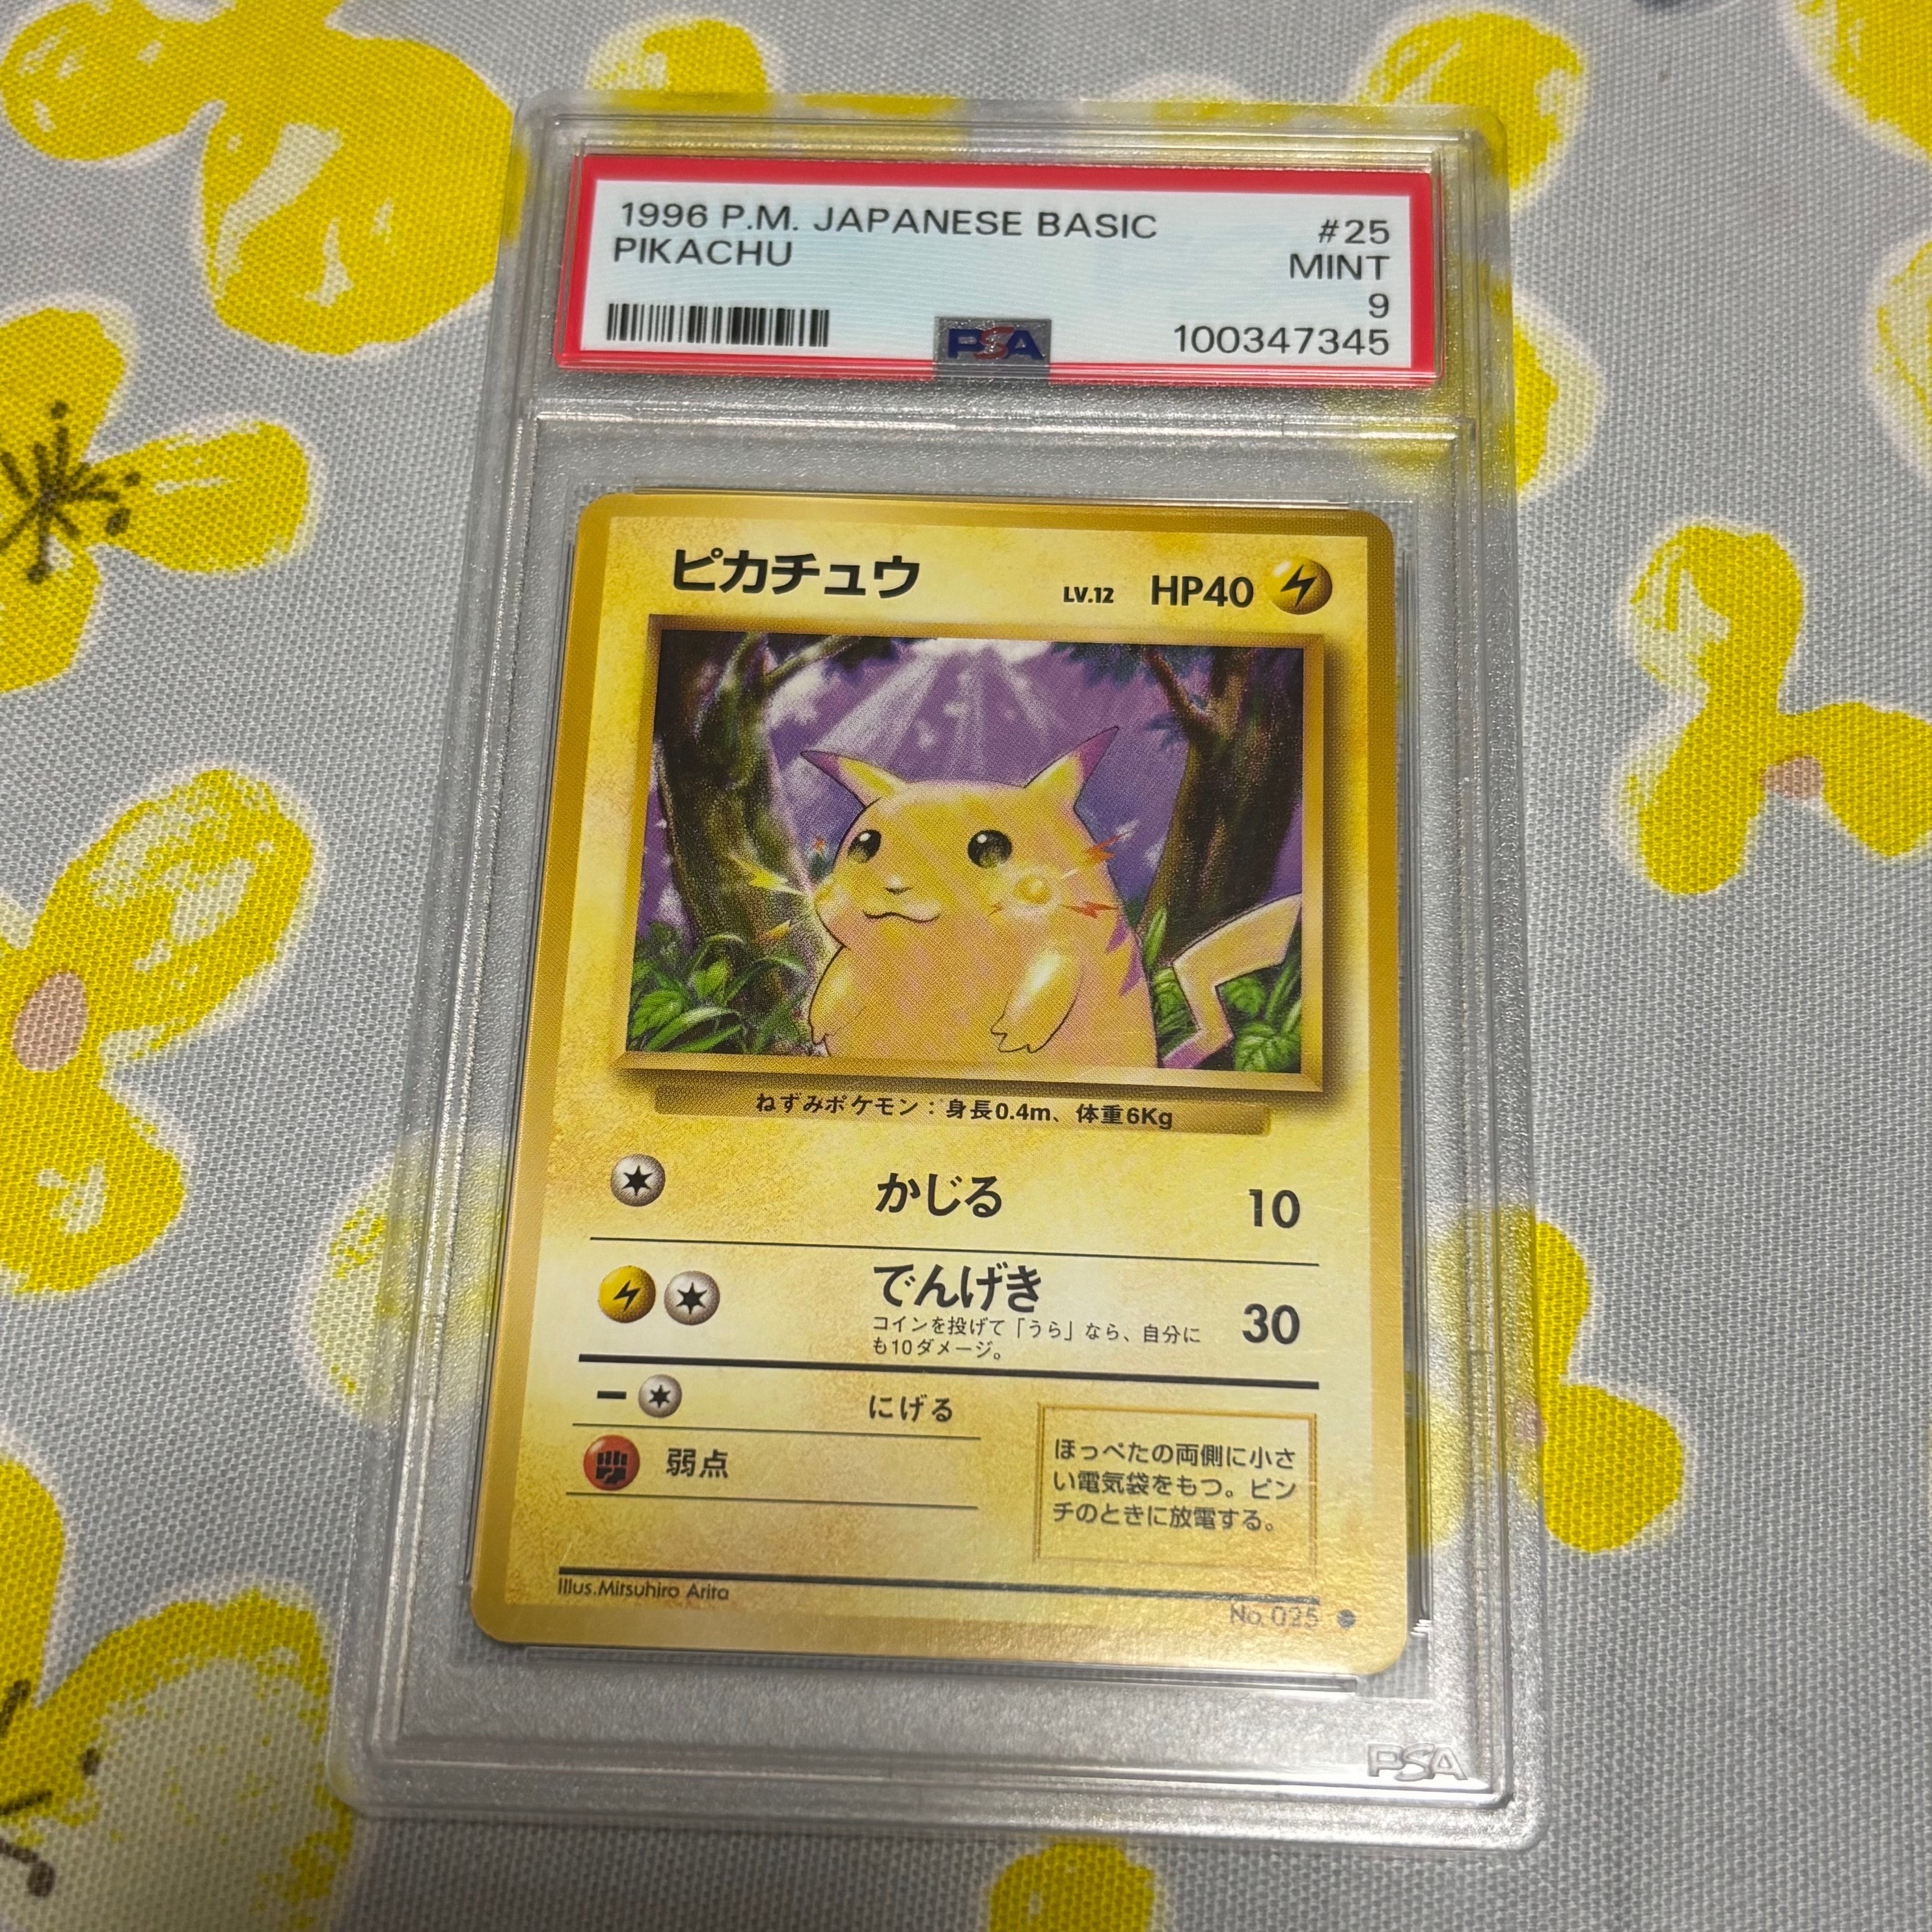 1996 P.M. JAPANESE BASIC #25
PIKACHU MINT
9
PSA 100347345
ピカチュウ LV.12 HP40
ねずみポケモン：身長0.4m、体重6Kg
かじる 10
でんげき 30
コインを投げて「うら」なら、自分に
も10ダメージ。
にげる
弱点
ほっぺたの両側に小さ
い電気袋をもつ。ピン
チのときに放電する。
Illus.Mitsuhiro Arita
No.025
PSA